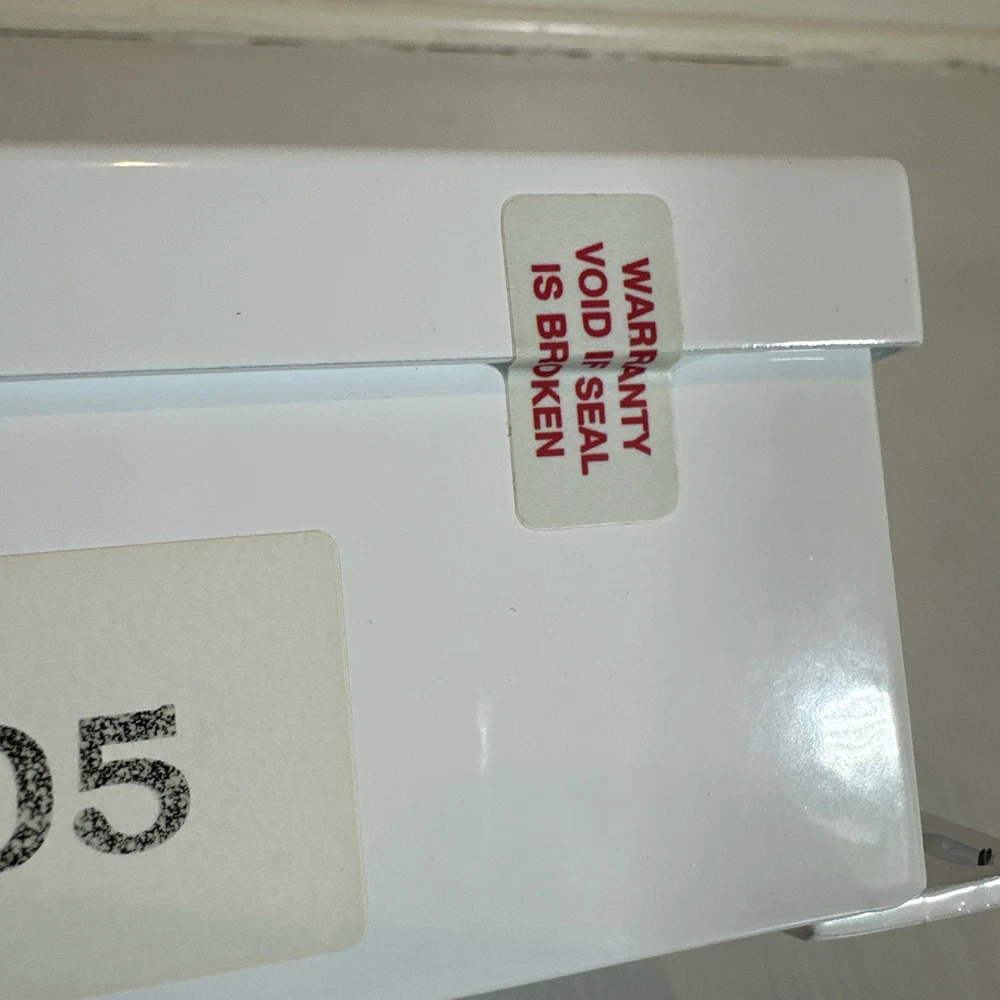 WARRANTY
VOID IF SEAL
IS BROKEN
05